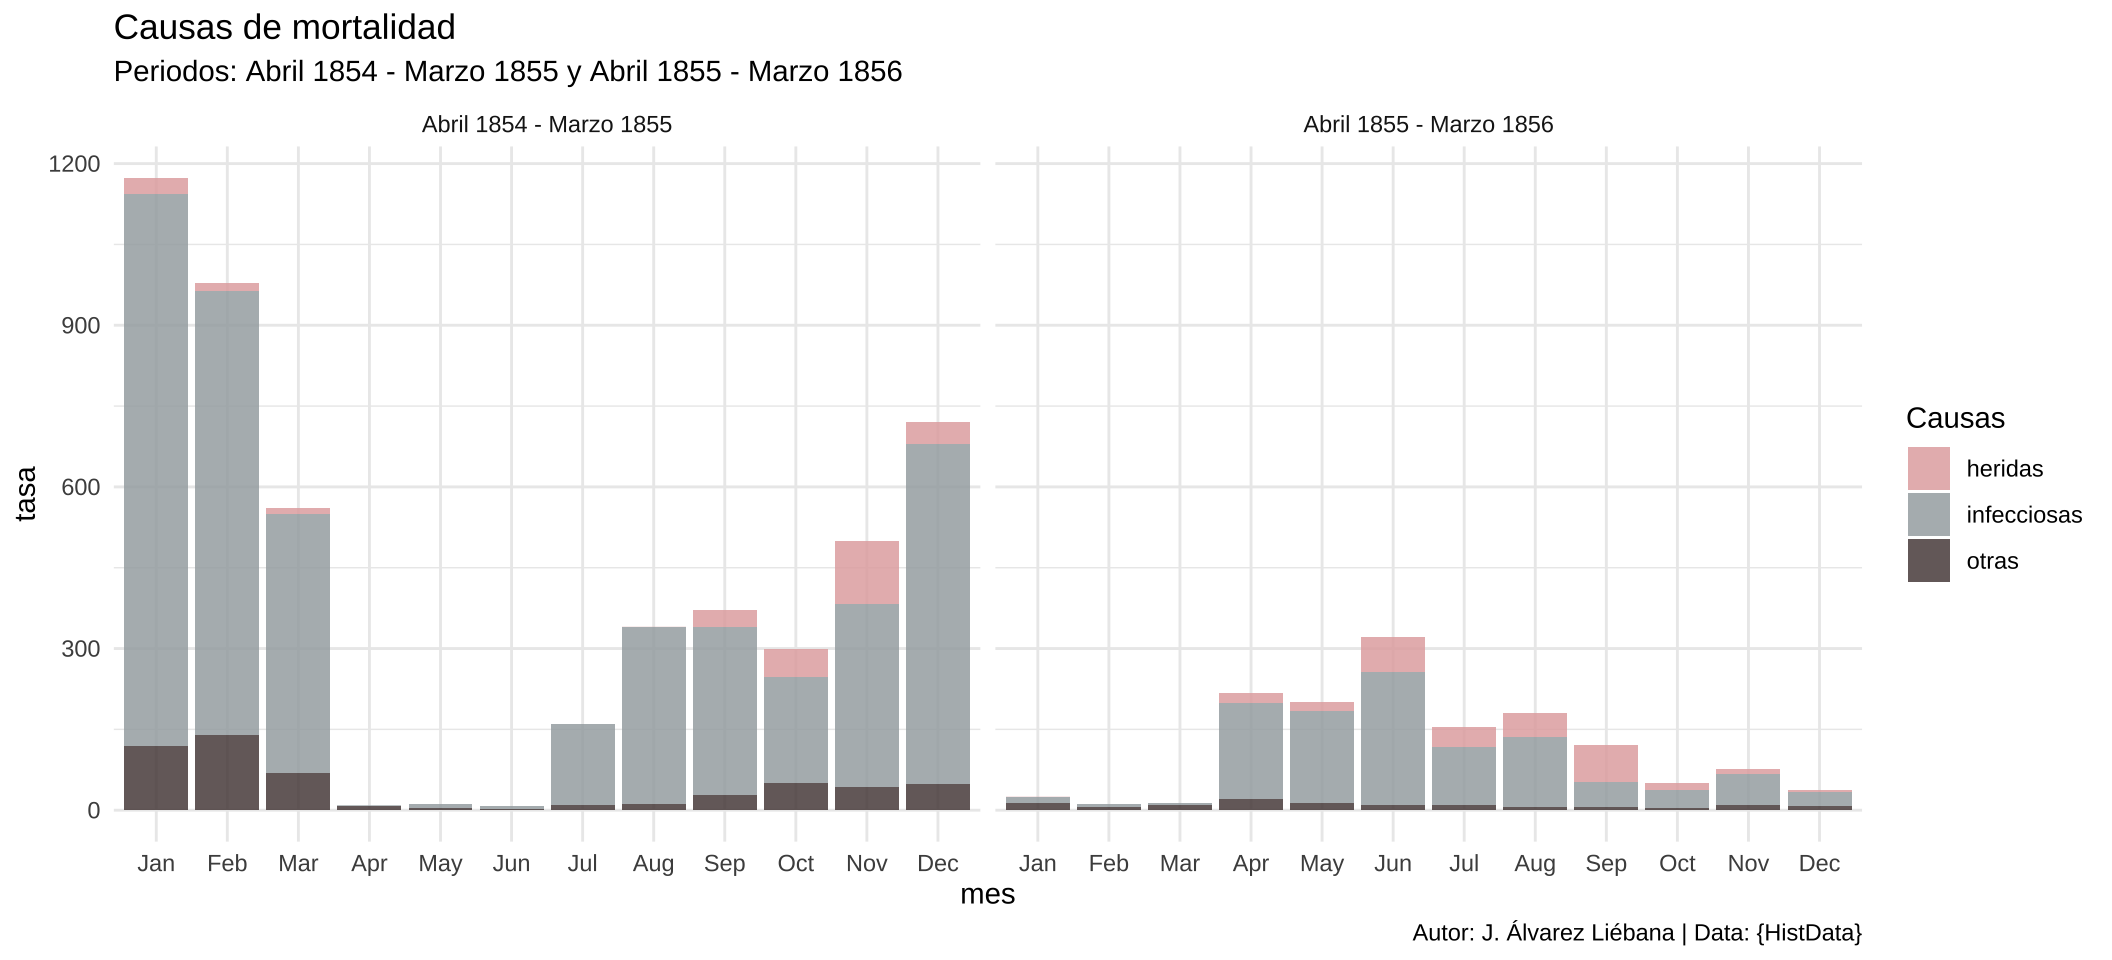 Causas de mortalidad
Periodos: Abril 1854 - Marzo 1855 y Abril 1855 - Marzo 1856
Abril 1854 - Marzo 1855
Abril 1855 - Marzo 1856
1200
900
600
300
0
tasa
Jan Feb Mar Apr May Jun Jul Aug Sep Oct Nov Dec
Jan Feb Mar Apr May Jun Jul Aug Sep Oct Nov Dec
mes
Causas
heridas
infecciosas
otras
Autor: J. Álvarez Liébana | Data: {HistData}